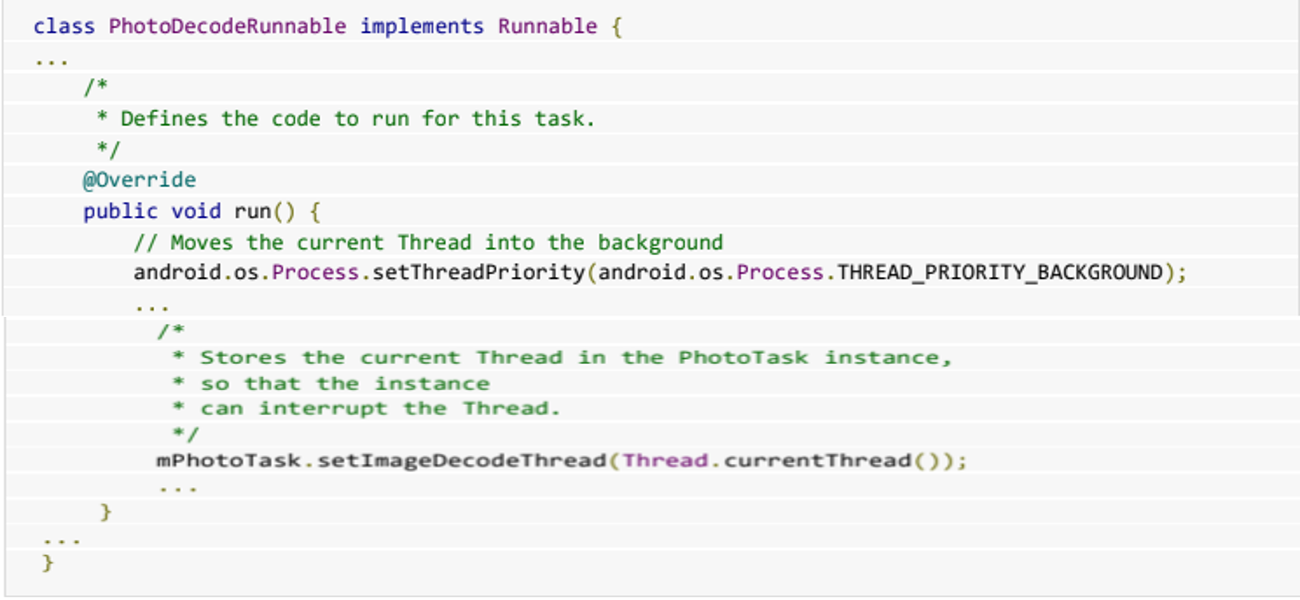 class PhotoDecodeRunnable implements Runnable {
...
    /*
     * Defines the code to run for this task.
     */
    @Override
    public void run() {
        // Moves the current Thread into the background
        android.os.Process.setThreadPriority(android.os.Process.THREAD_PRIORITY_BACKGROUND);
        ...
        /*
         * Stores the current Thread in the PhotoTask instance,
         * so that the instance
         * can interrupt the Thread.
         */
        mPhotoTask.setImageDecodeThread(Thread.currentThread());
        ...
    }
...
}